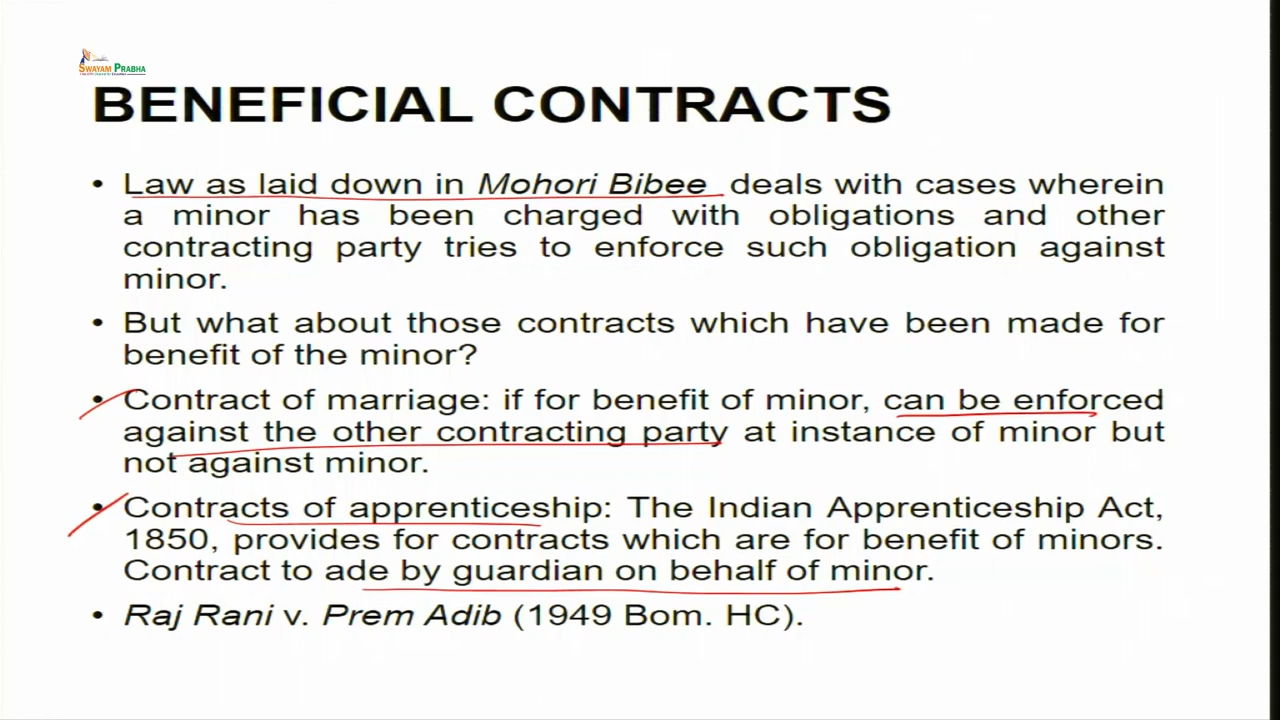 SWAYAM PRABHA
BENEFICIAL CONTRACTS
• Law as laid down in Mohori Bibee deals with cases wherein
a minor has been charged with obligations and other
contracting party tries to enforce such obligation against
minor.
• But what about those contracts which have been made for
benefit of the minor?
• Contract of marriage: if for benefit of minor, can be enforced
against the other contracting party at instance of minor but
not against minor.
• Contracts of apprenticeship: The Indian Apprenticeship Act,
1850, provides for contracts which are for benefit of minors.
Contract to ade by guardian on behalf of minor.
• Raj Rani v. Prem Adib (1949 Bom. HC).